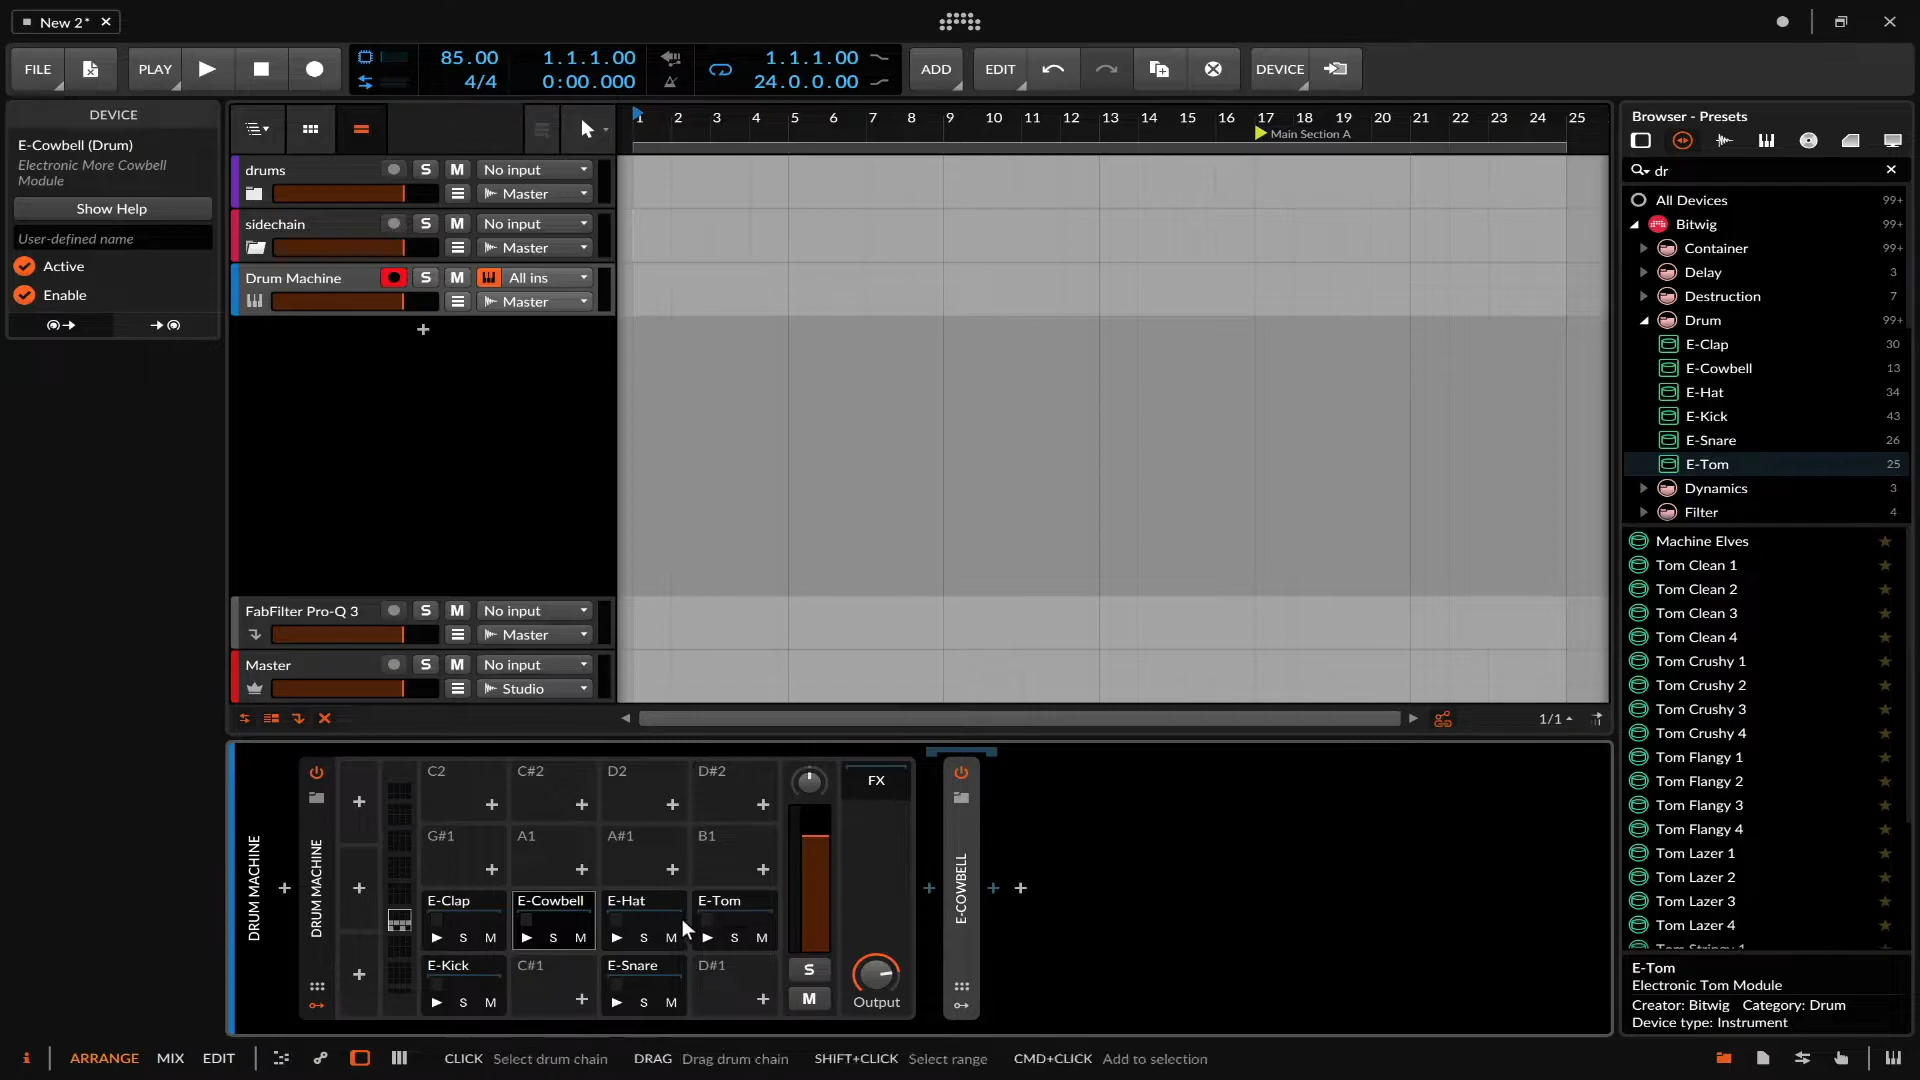 New 2*
FILE
PLAY
85.00
4/4
1.1.1.00
0:00.000
1.1.1.00
24.0.0.00
ADD
EDIT
DEVICE
DEVICE
E-Cowbell (Drum)
Electronic More Cowbell
Module
Show Help
User-defined name
Active
Enable
1 2 3 4 5 6 7 8 9 10 11 12 13 14 15 16 17 18 19 20 21 22 23 24 25
Main Section A
drums S M No input
Master
sidechain S M No input
Master
Drum Machine S M All ins
Master
FabFilter Pro-Q 3 S M No input
Master
Master S M No input
Studio
1/1
Browser - Presets
dr
All Devices 99+
Bitwig 99+
Container 99+
Delay 3
Destruction 7
Drum 99+
E-Clap 30
E-Cowbell 13
E-Hat 34
E-Kick 43
E-Snare 26
E-Tom 25
Dynamics 3
Filter 4
Machine Elves
Tom Clean 1
Tom Clean 2
Tom Clean 3
Tom Clean 4
Tom Crushy 1
Tom Crushy 2
Tom Crushy 3
Tom Crushy 4
Tom Flangy 1
Tom Flangy 2
Tom Flangy 3
Tom Flangy 4
Tom Lazer 1
Tom Lazer 2
Tom Lazer 3
Tom Lazer 4
Tom Stringy 1
E-Tom
Electronic Tom Module
Creator: Bitwig Category: Drum
Device type: Instrument
DRUM MACHINE
DRUM MACHINE
C2 C#2 D2 D#2
G#1 A1 A#1 B1
E-Clap E-Cowbell E-Hat E-Tom
S M S M S M S M
E-Kick C#1 E-Snare D#1
S M S M
S
M
FX
Output
E-COWBELL
i ARRANGE MIX EDIT CLICK Select drum chain DRAG Drag drum chain SHIFT+CLICK Select range CMD+CLICK Add to selection